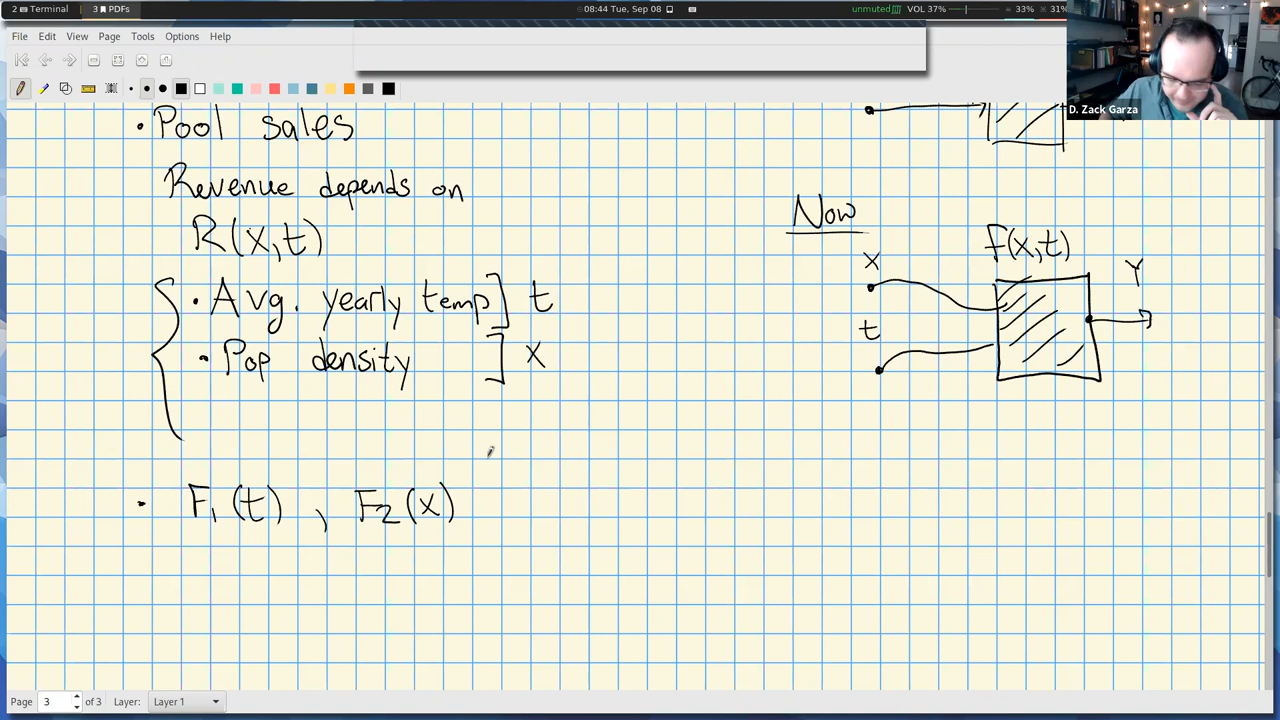 2 Terminal 3 PDFs 08:44 Tue, Sep 08 unmuted VOL 37% 33% 31%
File Edit View Page Tools Options Help
D. Zack Garza
• Pool sales
Revenue depends on
R(x,t)
• Avg. yearly temp ] t
• Pop density ] x
• F₁(t) , F₂(x)
Now
f(x,t)
x
Y
t
Page 3 of 3 Layer: Layer 1